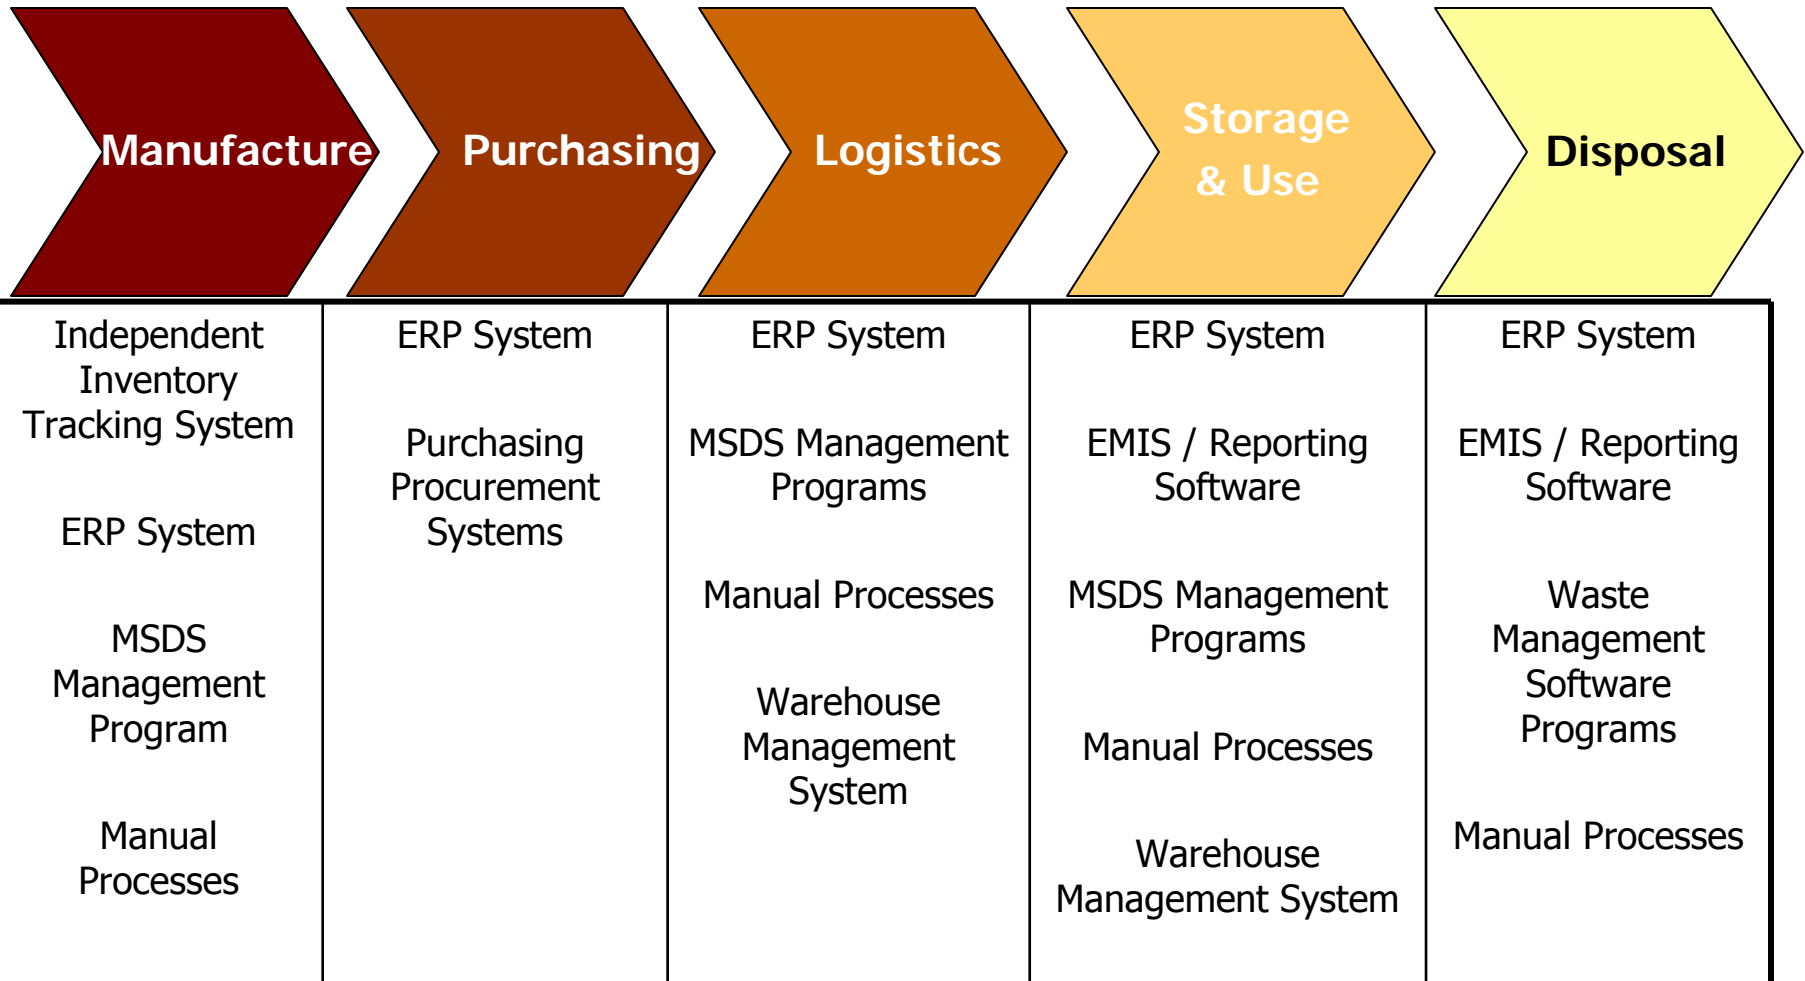 Manufacture
Purchasing
Logistics
Storage
& Use
Disposal
Independent
Inventory
Tracking System
ERP System
MSDS
Management
Program
Manual
Processes
ERP System
Purchasing
Procurement
Systems
ERP System
MSDS Management
Programs
Manual Processes
Warehouse
Management
System
ERP System
EMIS / Reporting
Software
MSDS Management
Programs
Manual Processes
Warehouse
Management System
ERP System
EMIS / Reporting
Software
Waste
Management
Software
Programs
Manual Processes